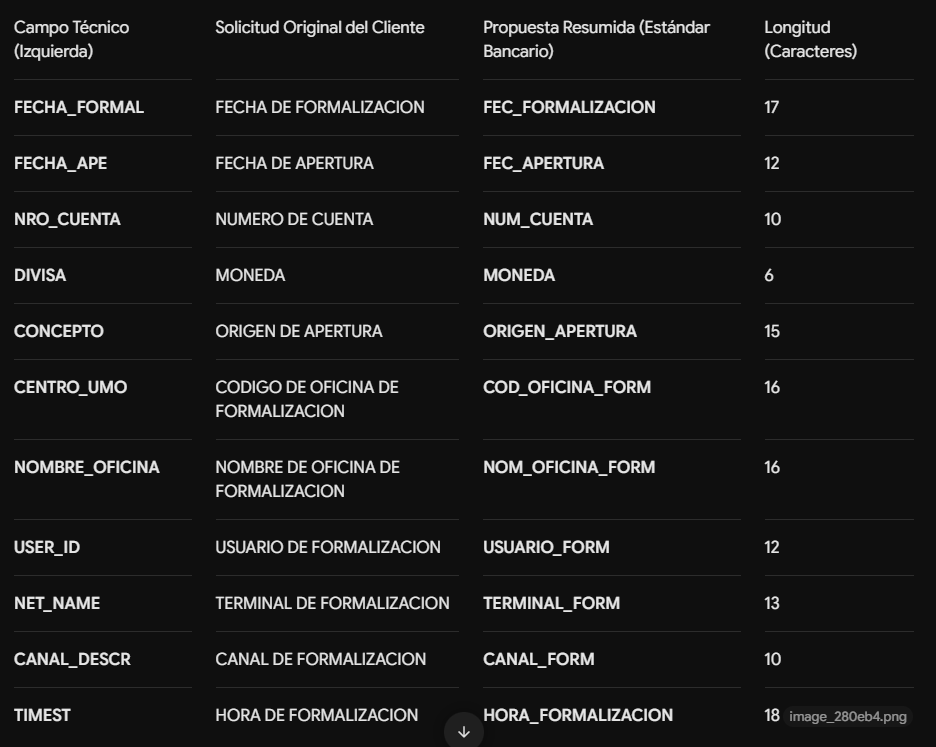 Campo Técnico (Izquierda) Solicitud Original del Cliente Propuesta Resumida (Estándar Bancario) Longitud (Caracteres)
FECHA_FORMAL FECHA DE FORMALIZACION FEC_FORMALIZACION 17
FECHA_APE FECHA DE APERTURA FEC_APERTURA 12
NRO_CUENTA NUMERO DE CUENTA NUM_CUENTA 10
DIVISA MONEDA MONEDA 6
CONCEPTO ORIGEN DE APERTURA ORIGEN_APERTURA 15
CENTRO_UMO CODIGO DE OFICINA DE FORMALIZACION COD_OFICINA_FORM 16
NOMBRE_OFICINA NOMBRE DE OFICINA DE FORMALIZACION NOM_OFICINA_FORM 16
USER_ID USUARIO DE FORMALIZACION USUARIO_FORM 12
NET_NAME TERMINAL DE FORMALIZACION TERMINAL_FORM 13
CANAL_DESCR CANAL DE FORMALIZACION CANAL_FORM 10
TIMEST HORA DE FORMALIZACION HORA_FORMALIZACION 18 image_280eb4.png